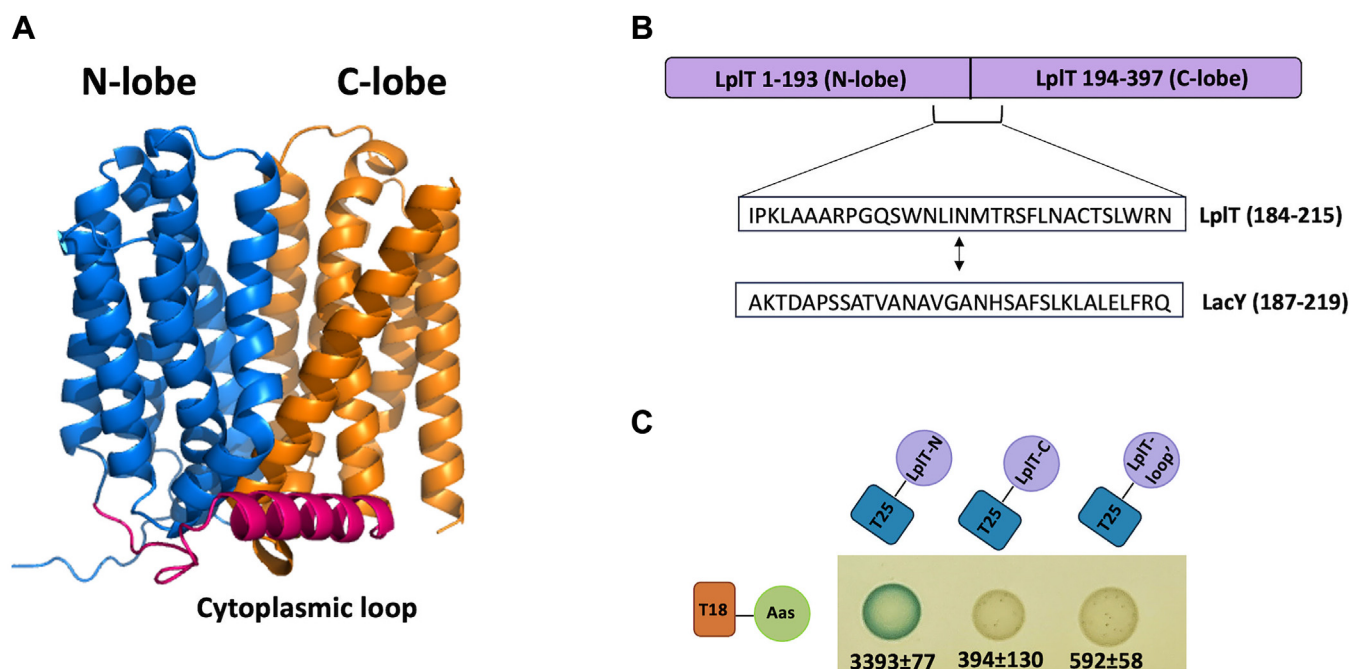 A
N-lobe
C-lobe
Cytoplasmic loop
B
LplT 1-193 (N-lobe)
LplT 194-397 (C-lobe)
IPKLAAARPGQSWNLINMTRSFLNACTSLWRN
LplT (184-215)
AKTDAPSSATVANAVGANHSAFSLKLALELFRQ
LacY (187-219)
C
LplT-N
LplT-C
LplT-
loop’
T25
T25
T25
T18
Aas
3393±77
394±130
592±58